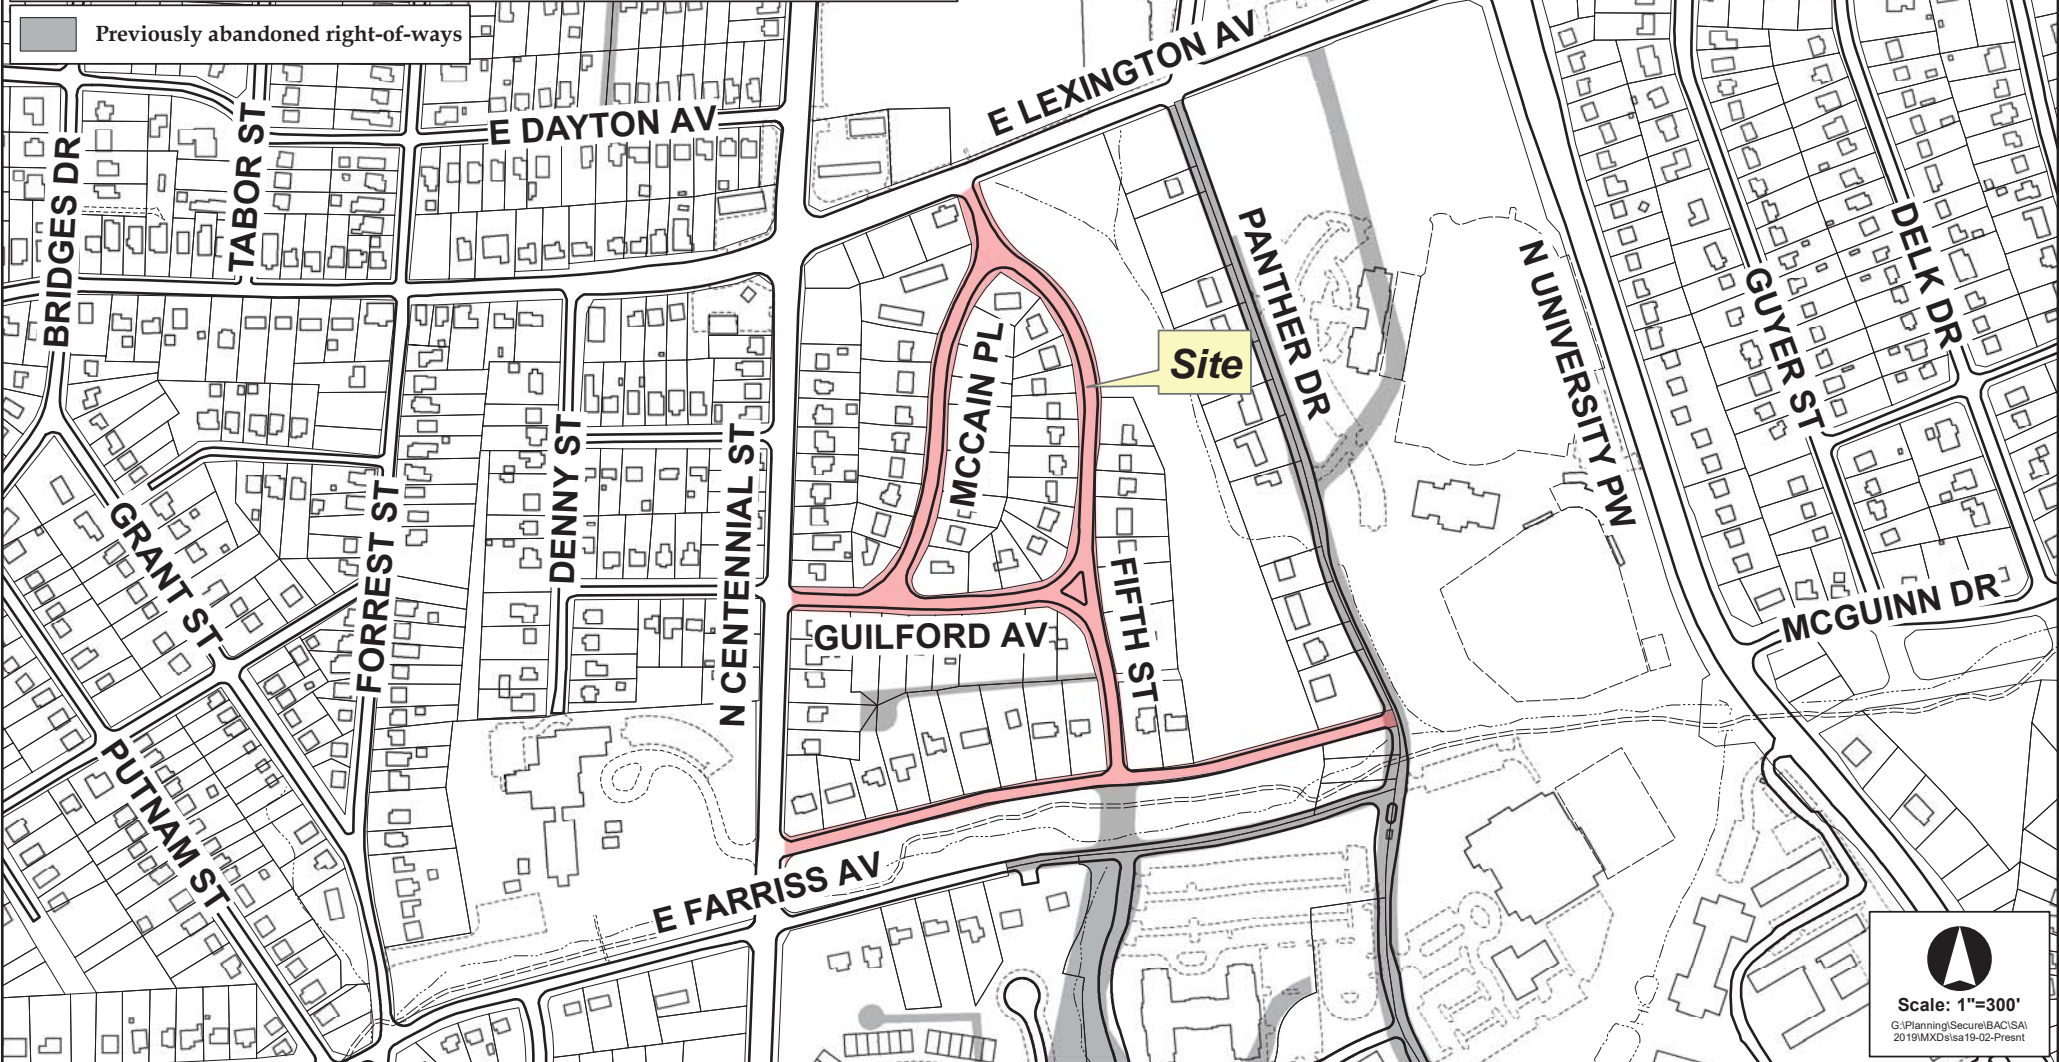 Previously abandoned right-of-ways
E LEXINGTON AV
E DAYTON AV
BRIDGES DR
TABOR ST
PANTHER DR
N UNIVERSITY PW
DELK DR
GUYER ST
Site
MCCAIN PL
GRANT ST
FORREST ST
DENNY ST
N CENTENNIAL ST
FIFTH ST
GUILFORD AV
MCGUINN DR
PUTNAM ST
E FARRISS AV
Scale: 1"=300'
G:\Planning\Secure\BAC\SA\
2019\MXDs\sa19-02-Presnt